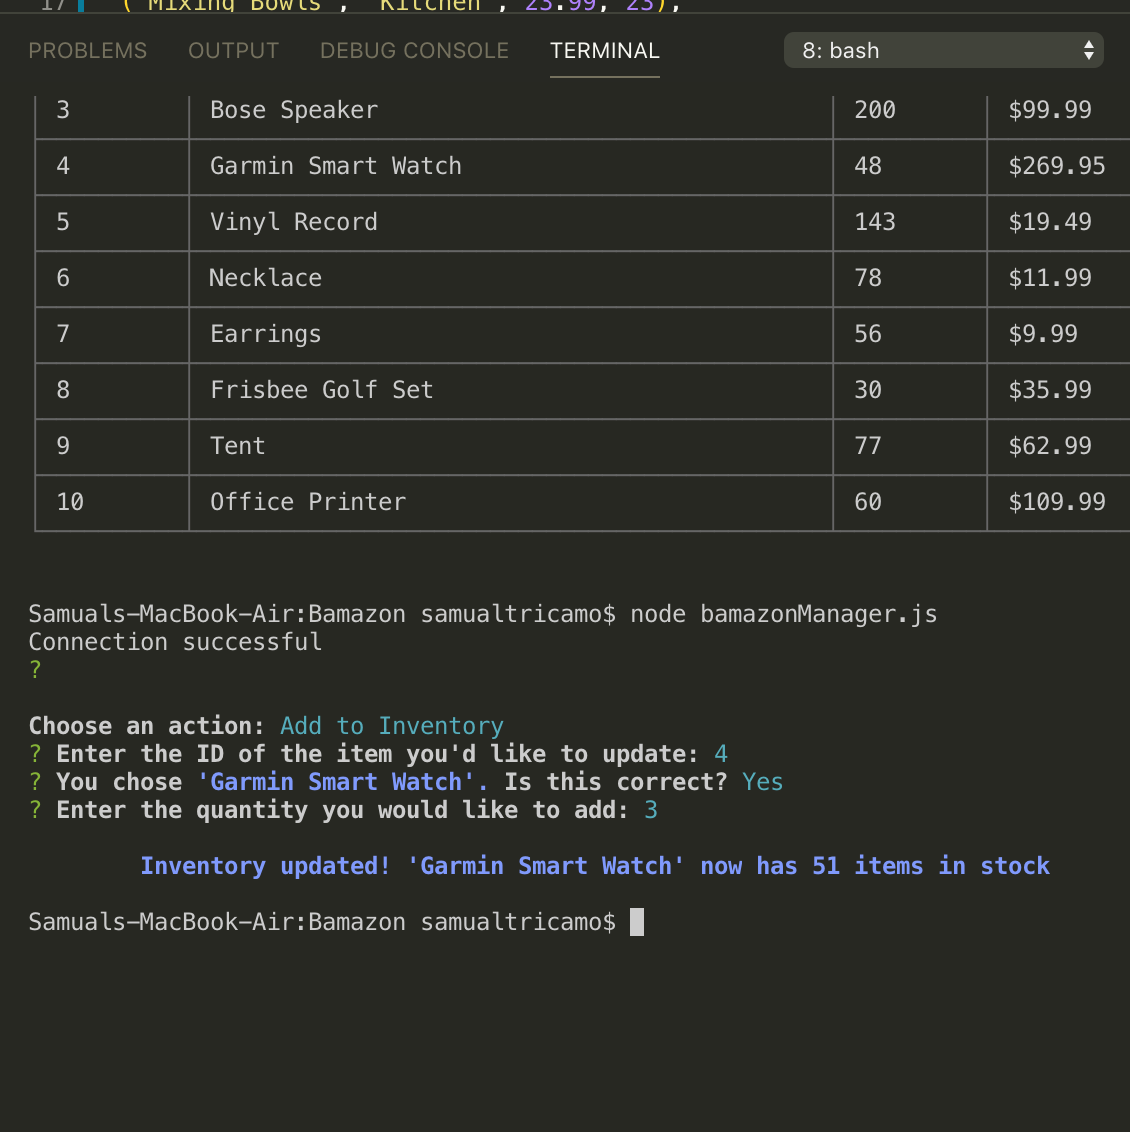 17 ("Mixing Bowls", "Kitchen", 23.99, 23),
PROBLEMS OUTPUT DEBUG CONSOLE TERMINAL 8: bash
3 Bose Speaker 200 $99.99
4 Garmin Smart Watch 48 $269.95
5 Vinyl Record 143 $19.49
6 Necklace 78 $11.99
7 Earrings 56 $9.99
8 Frisbee Golf Set 30 $35.99
9 Tent 77 $62.99
10 Office Printer 60 $109.99
Samuals-MacBook-Air:Bamazon samualtricamo$ node bamazonManager.js
Connection successful
?
Choose an action: Add to Inventory
? Enter the ID of the item you'd like to update: 4
? You chose 'Garmin Smart Watch'. Is this correct? Yes
? Enter the quantity you would like to add: 3
Inventory updated! 'Garmin Smart Watch' now has 51 items in stock
Samuals-MacBook-Air:Bamazon samualtricamo$